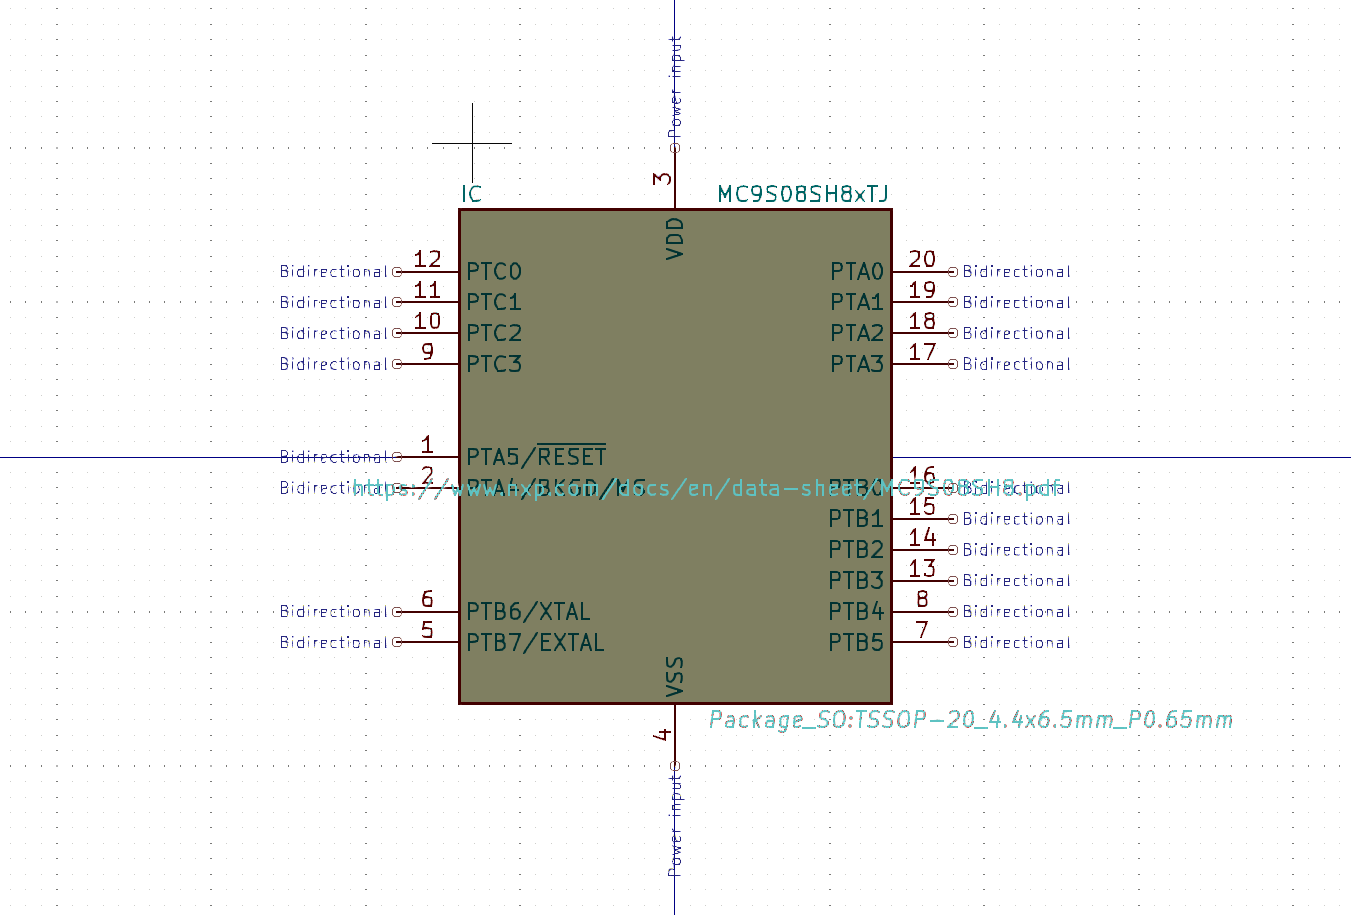 Power input
3
IC
MC9S08SH8xTJ
VDD
Bidirectional 12 PTC0
PTA0 20 Bidirectional
Bidirectional 11 PTC1
PTA1 19 Bidirectional
Bidirectional 10 PTC2
PTA2 18 Bidirectional
Bidirectional 9 PTC3
PTA3 17 Bidirectional
Bidirectional 1 PTA5/RESET
Bidirectional 2 PTA4/BKGD/MS
https://www.nxp.com/docs/en/data-sheet/MC9S08SH8.pdf
PTB0 16 Bidirectional
PTB1 15 Bidirectional
PTB2 14 Bidirectional
PTB3 13 Bidirectional
Bidirectional 6 PTB6/XTAL
PTB4 8 Bidirectional
Bidirectional 5 PTB7/EXTAL
PTB5 7 Bidirectional
VSS
Package_SO:TSSOP-20_4.4x6.5mm_P0.65mm
4
Power input